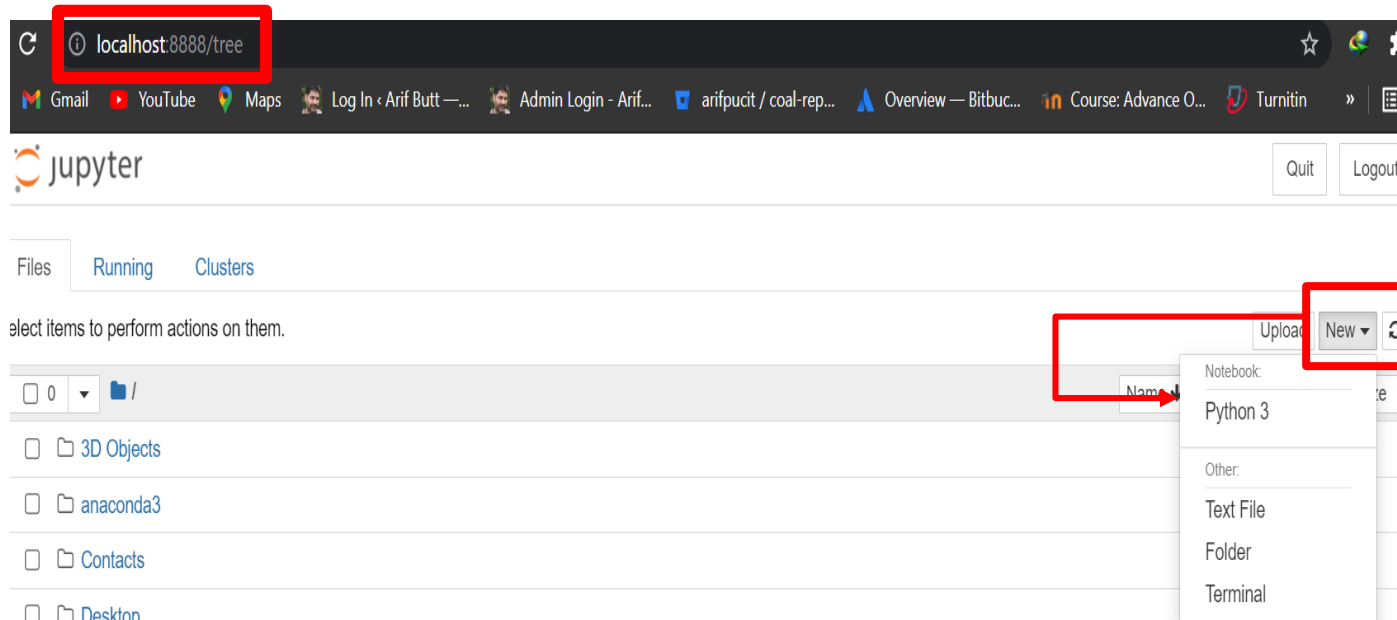 localhost:8888/tree
Gmail YouTube Maps Log In ‹ Arif Butt —... Admin Login - Arif... arifpucit / coal-rep... Overview — Bitbuc... Course: Advance O... Turnitin »
jupyter
Quit Logout
Files Running Clusters
elect items to perform actions on them.
Upload New
0 / Name ze
Notebook:
Python 3
3D Objects
Other:
anaconda3
Text File
Contacts
Folder
Terminal
Desktop